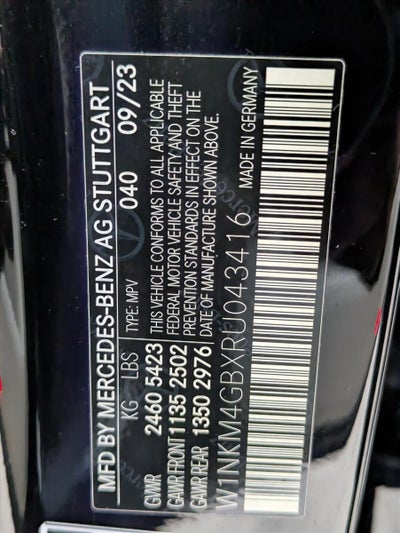 MFD BY MERCEDES-BENZ AG STUTTGART
KG LBS TYPE: MPV 040 09/23
GVWR 2460 5423
GAWR FRONT 1135 2502
GAWR REAR 1350 2976
THIS VEHICLE CONFORMS TO ALL APPLICABLE
FEDERAL MOTOR VEHICLE SAFETY AND THEFT
PREVENTION STANDARDS IN EFFECT ON THE
DATE OF MANUFACTURE SHOWN ABOVE.
W1NKM4GBXRU043416 MADE IN GERMANY